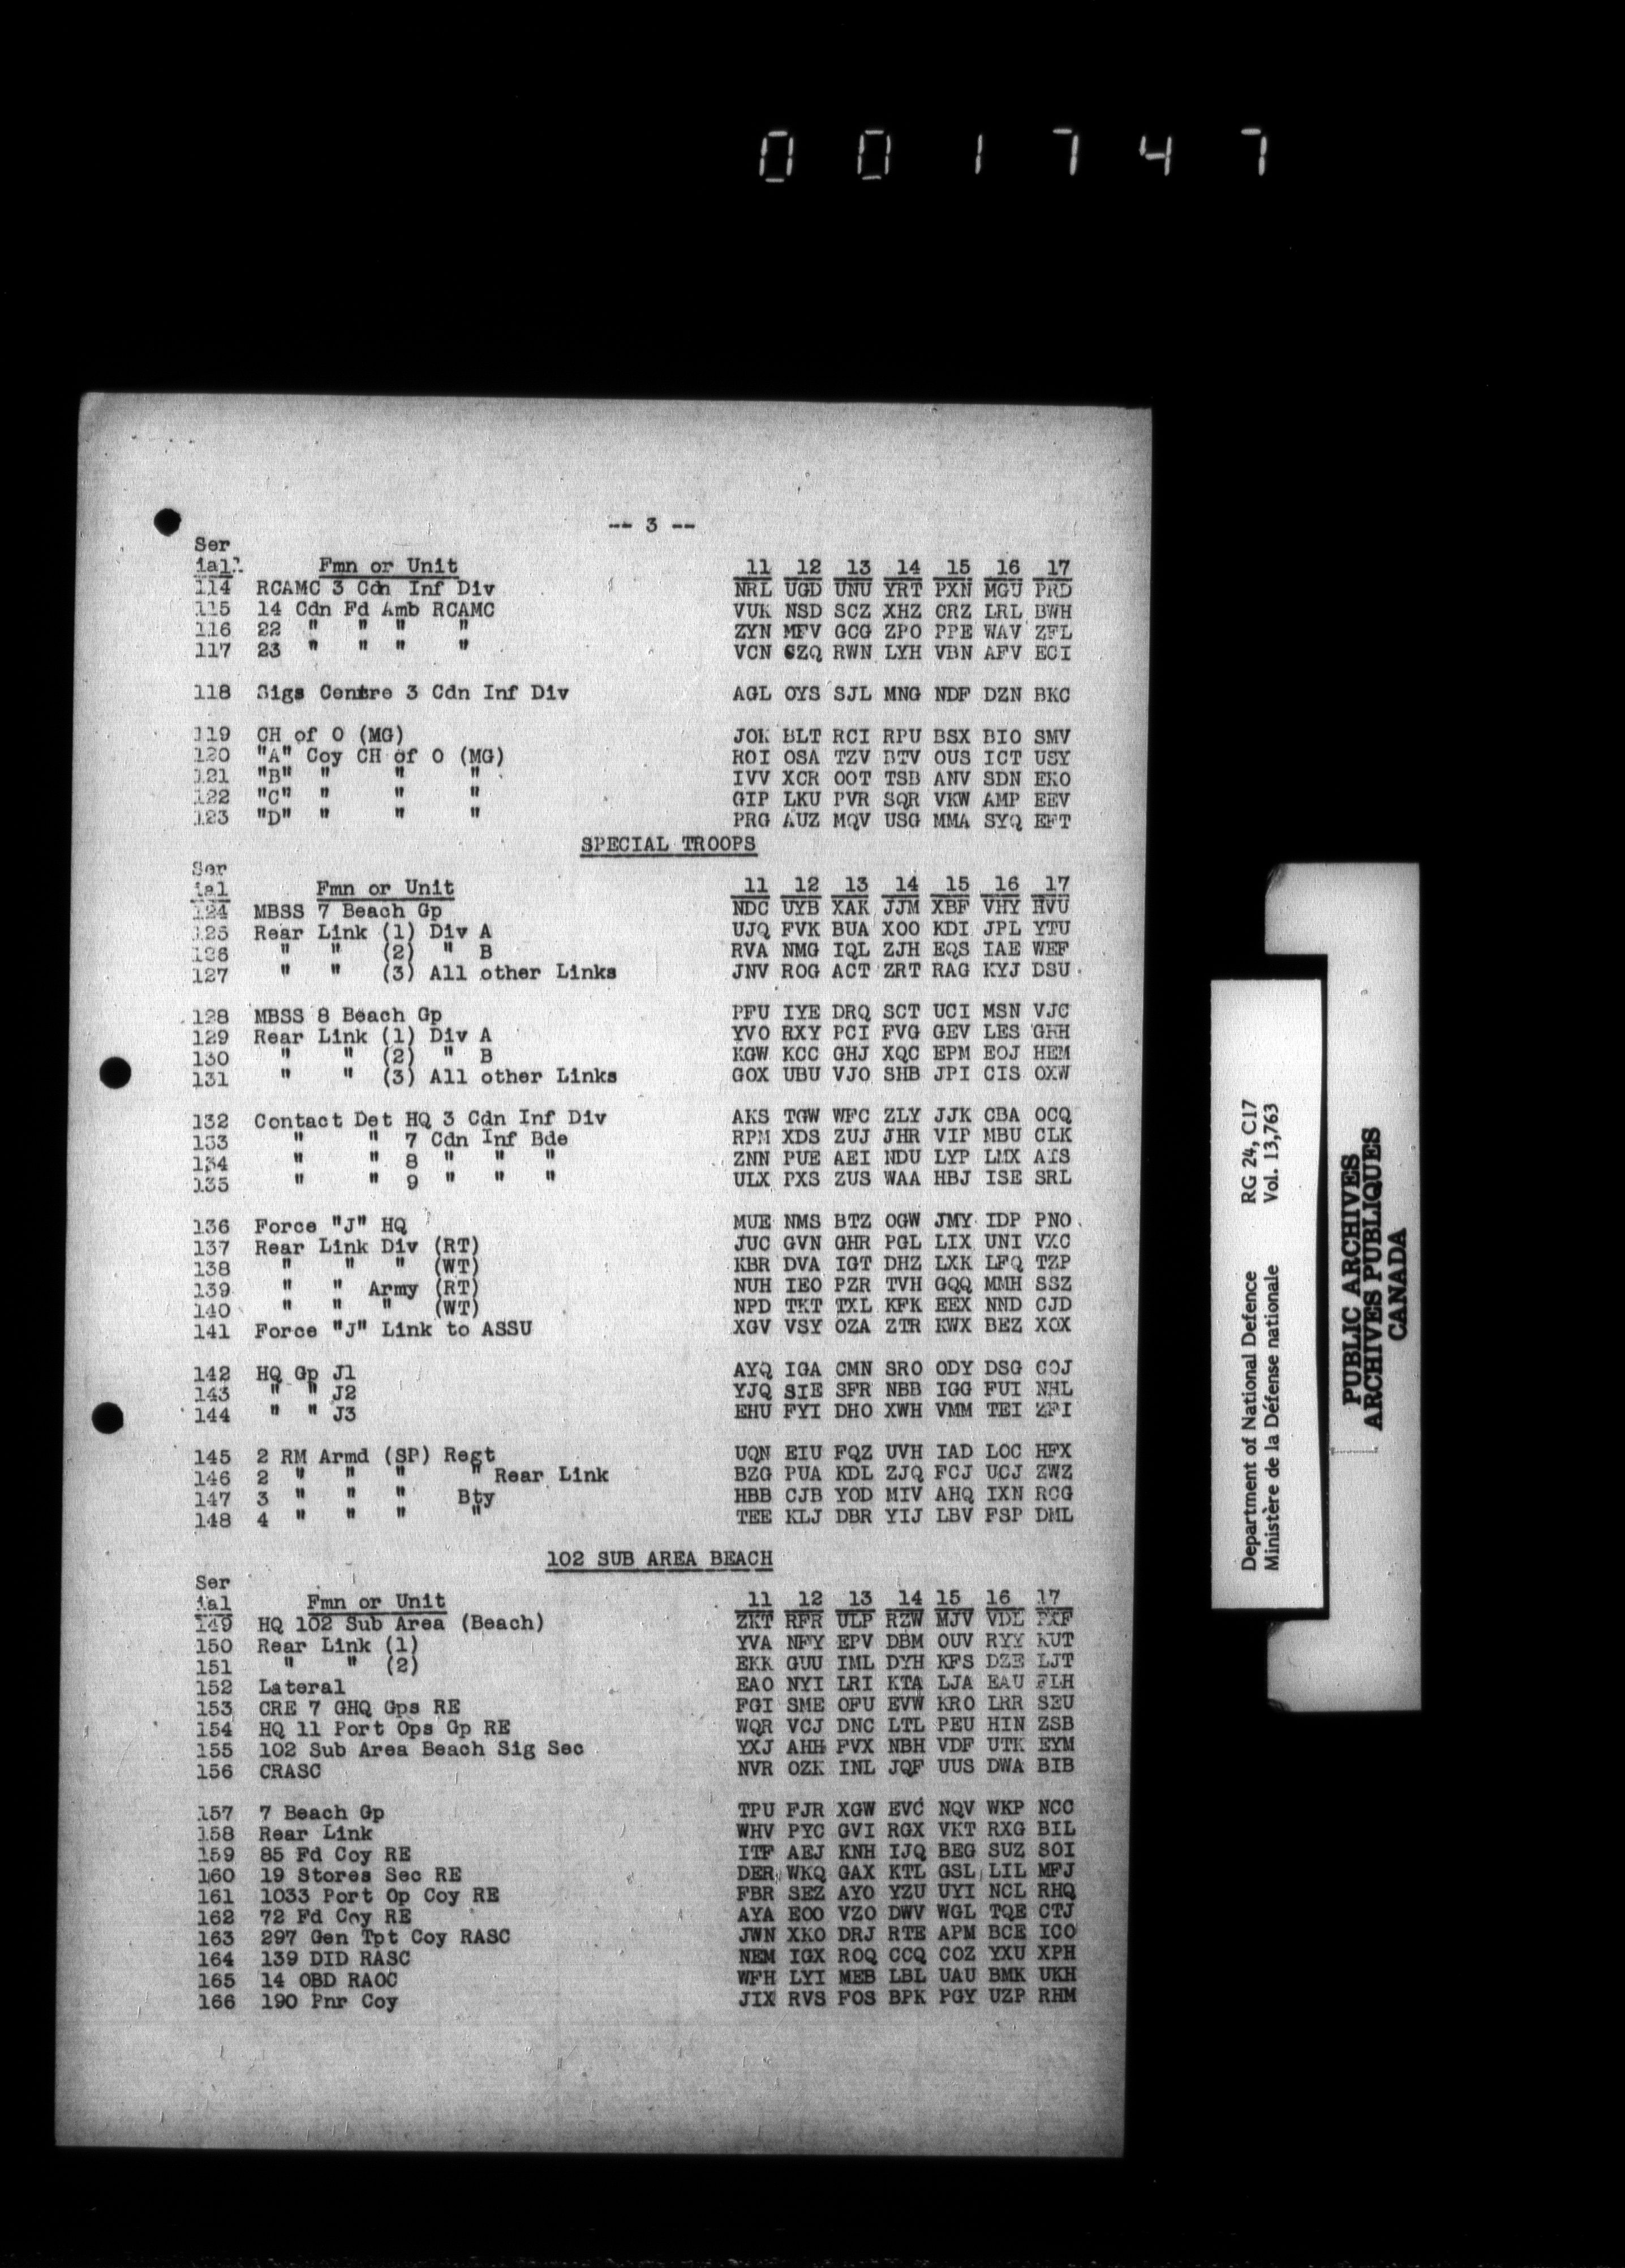 001747
-- 3 --
Ser
ial. Fmn or Unit 11 12 13 14 15 16 17
114 RCAMC 3 Cdn Inf Div NRL UGD UNU YRT PXN MGU PRD
115 14 Cdn Fd Amb RCAMC VUK NSD SCZ XHZ CRZ LRL BWH
116 22 " " " " ZYN MFV GCG ZPO PPE WAV ZFL
117 23 " " " " VCN GZQ RWN LYH VBN AFV ECI
118 Sigs Centre 3 Cdn Inf Div AGL OYS SJL MNG NDF DZN BKC
119 CH of O (MG) JOK BLT RCI RPU BSX BIO SMV
120 "A" Coy CH of O (MG) ROI OSA TZV BTV OUS ICT USY
121 "B" " " " IVV XCR OOT TSB ANV SDN EKO
122 "C" " " " GIP LKU PVR SQR VKW AMP EEV
123 "D" " " " PRG AUZ MQV USG MMA SYQ EFT
SPECIAL TROOPS
Ser
ial Fmn or Unit 11 12 13 14 15 16 17
124 MBSS 7 Beach Gp NDC UYB XAK JJM XBF VHY HVU
125 Rear Link (1) Div A UJQ FVK BUA XOO KDI JPL YTU
126 " " (2) " B RVA NMG IQL ZJH EQS IAE WEF
127 " " (3) All other Links JNV ROG ACT ZRT RAG KYJ DSU
128 MBSS 8 Beach Gp PFU IYE DRQ SCT UCI MSN VJC
129 Rear Link (1) Div A YVO RXY PCI FVG GEV LES GHH
130 " " (2) " B KGW KCC GHJ XQC EPM EOJ HEM
131 " " (3) All other Links GOX UBU VJO SHB JPI CIS OXW
132 Contact Det HQ 3 Cdn Inf Div AKS TGW WFC ZLY JJK CBA OCQ
133 " " 7 Cdn Inf Bde RPM XDS ZUJ JHR VIP MBU CLK
134 " " 8 " " " ZNN PUE AEI NDU LYP LMX AIS
135 " " 9 " " " ULX PXS ZUS WAA HBJ ISE SRL
136 Force "J" HQ MUE NMS BTZ OGW JMY IDP PNO
137 Rear Link Div (RT) JUC GVN GHR PGL LIX UNI VXC
138 " " " (WT) KBR DVA IGT DHZ LXK LFQ TZP
139 " " Army (RT) NUH IEO PZR TVH GQQ MMH SSZ
140 " " " (WT) NPD TKT TXL KFK EEX NND CJD
141 Force "J" Link to ASSU XGV VSY OZA ZTR KWX BEZ XOX
142 HQ Gp J1 AYQ IGA CMN SRO ODY DSG COJ
143 " " J2 YJQ SIE SFR NBB IGG FUI NHL
144 " " J3 EHU FYI DHO XWH VMM TEI ZFI
145 2 RM Armd (SP) Regt UQN EIU FQZ UVH IAD LOC HFX
146 2 " " " " Rear Link BZG PUA KDL ZJQ FCJ UCJ ZWZ
147 3 " " " Bty HBB CJB YOD MIV AHQ IXN RCG
148 4 " " " " TEE KLJ DBR YIJ LBV FSP DML
102 SUB AREA BEACH
Ser
ial Fmn or Unit 11 12 13 14 15 16 17
149 HQ 102 Sub Area (Beach) ZKT RFR ULP RZW MJV VDL
150 Rear Link (1) YVA NFY EPV DBM OUV RYY KUT
151 " " (2) EKK GUU IML DYH KFS DZE LJT
152 Lateral EAO NYI LRI KTA LJA EAU FLH
153 CRE 7 GHQ Gps RE FGI SME OFU EVW KRO LRR SEU
154 HQ 11 Port Ops Gp RE WQR VCJ DNC LTL PEU HIN ZSB
155 102 Sub Area Beach Sig Sec YXJ AHH FVX NBH VDF UTK EYM
156 CRASC NVR OZK INL JQF UUS DWA BIB
157 7 Beach Gp TPU FJR XGW EVC NQV WKP NCC
158 Rear Link WHV PYC GVI RGX VKT RXG BIL
159 85 Fd Coy RE ITF AEJ KNH IJQ BEG SUZ SOI
160 19 Stores Sec RE DER WKQ GAX KTL GSL LIL MFJ
161 1033 Port Op Coy RE FBR SEZ AYO YZU UYI NCL RHQ
162 72 Fd Coy RE AYA EOO VZO DWV WGL TQE CTJ
163 297 Gen Tpt Coy RASC JWN XKO DRJ RTE APM BCE ICO
164 139 DID RASC NEM IGX ROQ CCQ COZ YXU XPH
165 14 OBD RAOC WFH LYI MEB LBL UAU BMK UKH
166 190 Pnr Coy JIX RVS FOS BPK PGY UZP RHM
Department of National Defence RG 24, C17
Ministère de la Défense nationale Vol. 13,763
PUBLIC ARCHIVES
ARCHIVES PUBLIQUES
CANADA